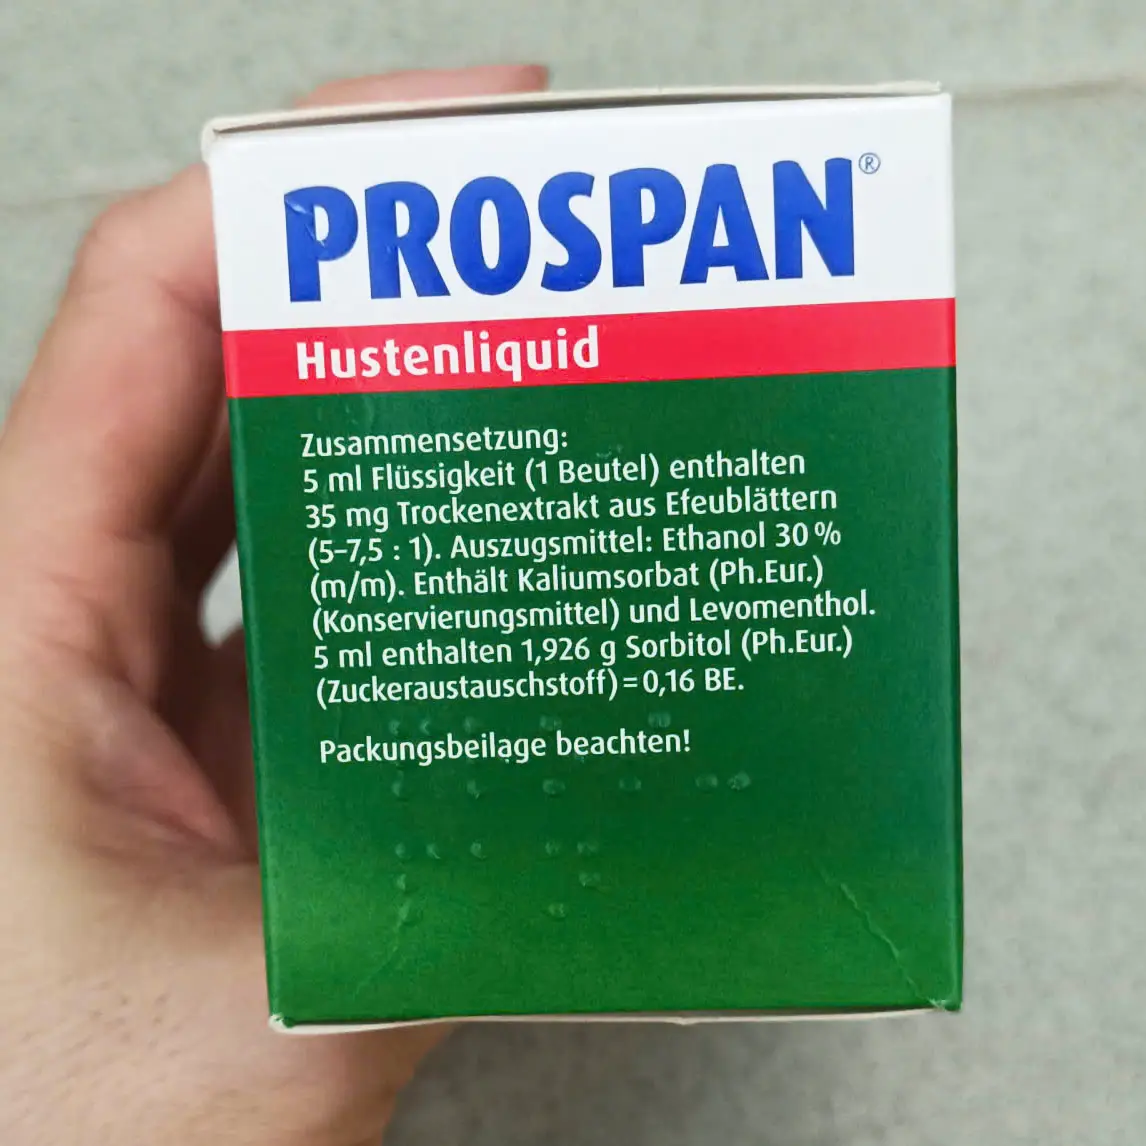 PROSPAN®
Hustenliquid
Zusammensetzung:
5 ml Flüssigkeit (1 Beutel) enthalten
35 mg Trockenextrakt aus Efeublättern
(5–7,5 : 1). Auszugsmittel: Ethanol 30 %
(m/m). Enthält Kaliumsorbat (Ph.Eur.)
(Konservierungsmittel) und Levomenthol.
5 ml enthalten 1,926 g Sorbitol (Ph.Eur.)
(Zuckeraustauschstoff) = 0,16 BE.
Packungsbeilage beachten!